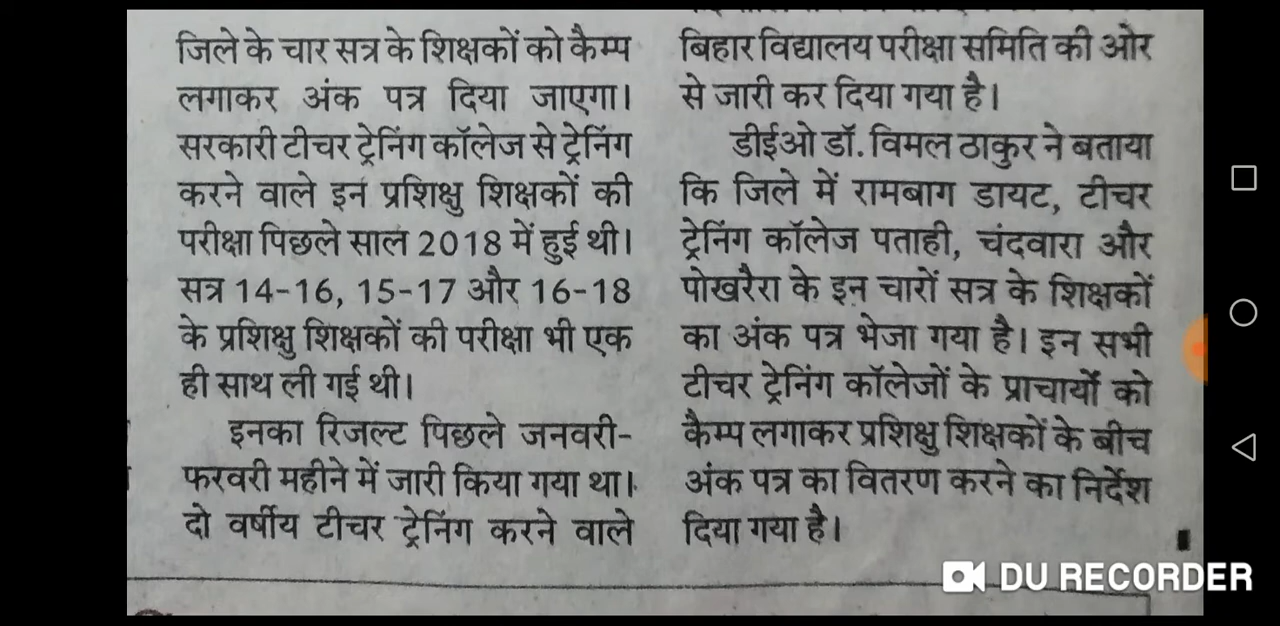 जिले के चार सत्र के शिक्षकों को कैम्प
लगाकर अंक पत्र दिया जाएगा।
सरकारी टीचर ट्रेनिंग कॉलेज से ट्रेनिंग
करने वाले इन प्रशिक्षु शिक्षकों की
परीक्षा पिछले साल 2018 में हुई थी।
सत्र 14-16, 15-17 और 16-18
के प्रशिक्षु शिक्षकों की परीक्षा भी एक
ही साथ ली गई थी।
इनका रिजल्ट पिछले जनवरी-
फरवरी महीने में जारी किया गया था।
दो वर्षीय टीचर ट्रेनिंग करने वाले
बिहार विद्यालय परीक्षा समिति की ओर
से जारी कर दिया गया है।
डीईओ डॉ. विमल ठाकुर ने बताया
कि जिले में रामबाग डायट, टीचर
ट्रेनिंग कॉलेज पताही, चंदवारा और
पोखरैरा के इन चारों सत्र के शिक्षकों
का अंक पत्र भेजा गया है। इन सभी
टीचर ट्रेनिंग कॉलेजों के प्राचार्यो को
कैम्प लगाकर प्रशिक्षु शिक्षकों के बीच
अंक पत्र का वितरण करने का निर्देश
दिया गया है।
DU RECORDER